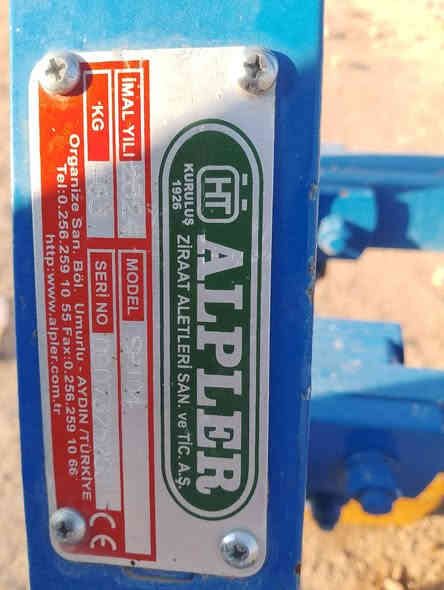 HT
KURULUŞ
1926
ALPLER
ZİRAAT ALETLERİ SAN. ve TİC. A.Ş.
İMAL YILI
MODEL
KG
SERİ NO
Organize San. Böl. Umurlu - AYDIN /TÜRKİYE
Tel:0.256.259 10 55 Fax:0.256.259 10 66
http:www.alpler.com.tr
CE